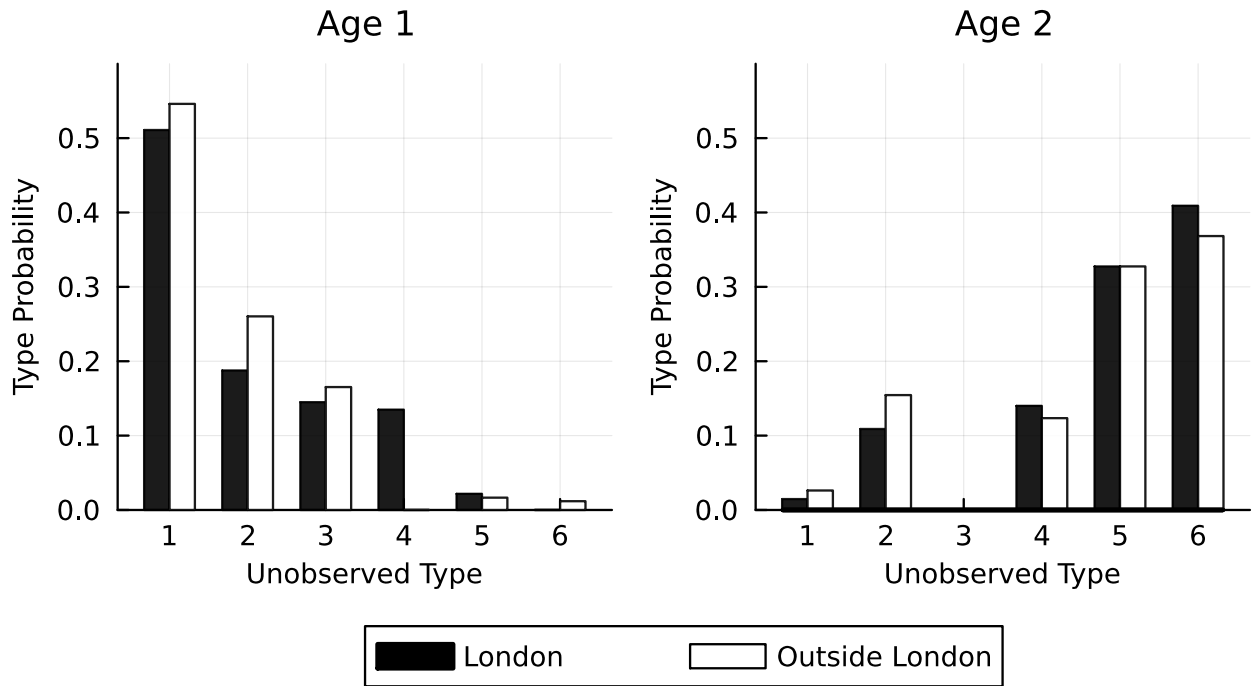 Age 1
Type Probability
0.5
0.4
0.3
0.2
0.1
0.0
1 2 3 4 5 6
Unobserved Type
Age 2
Type Probability
0.5
0.4
0.3
0.2
0.1
0.0
1 2 3 4 5 6
Unobserved Type
London
Outside London